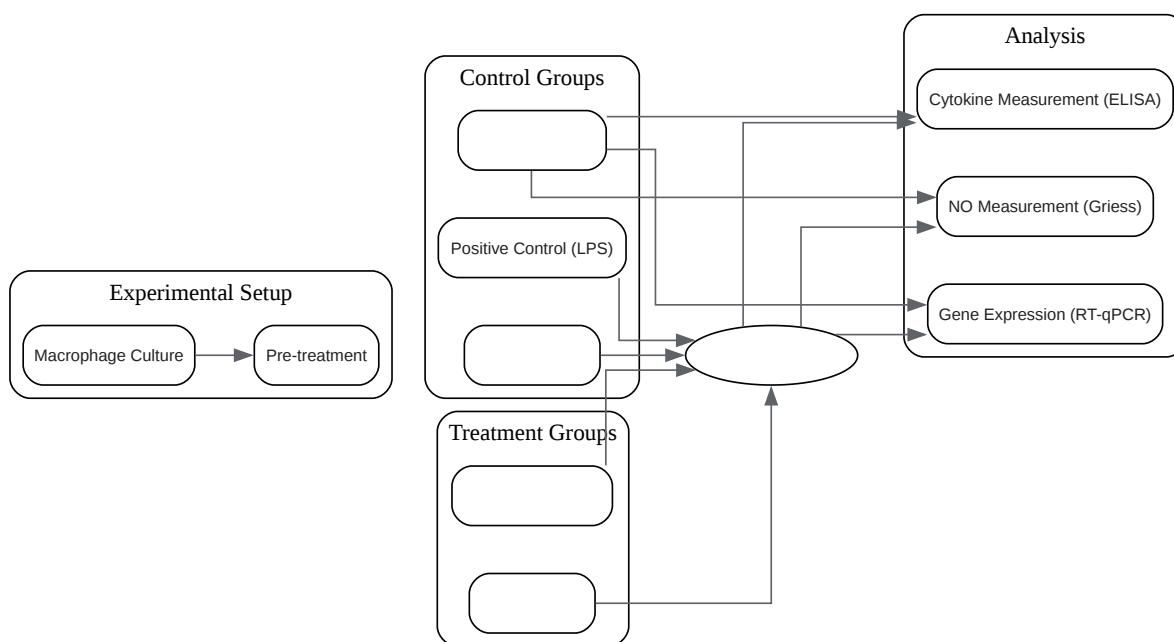 Experimental Setup
Macrophage Culture
Pre-treatment
Control Groups
Positive Control (LPS)
Treatment Groups
Analysis
Cytokine Measurement (ELISA)
NO Measurement (Griess)
Gene Expression (RT-qPCR)